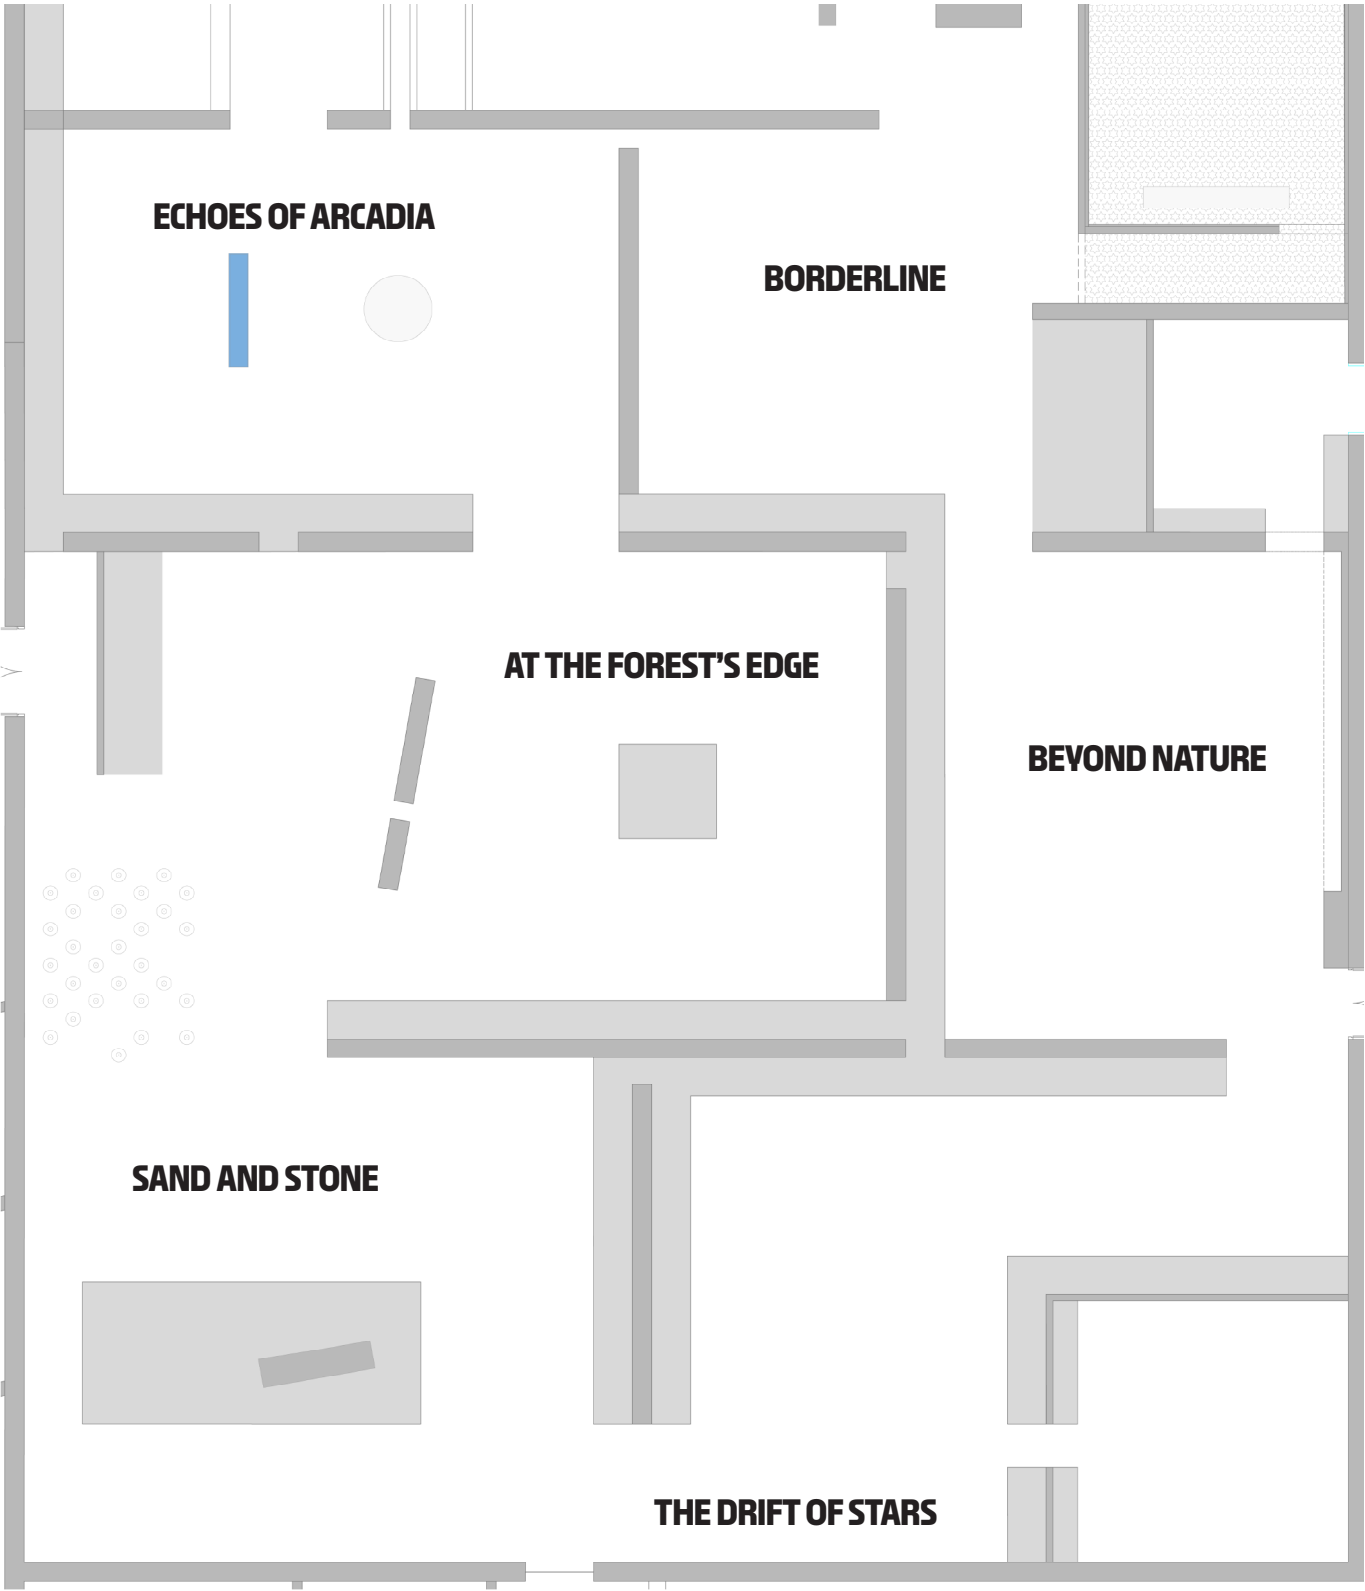 ECHOES OF ARCADIA
BORDERLINE
AT THE FOREST’S EDGE
BEYOND NATURE
SAND AND STONE
THE DRIFT OF STARS